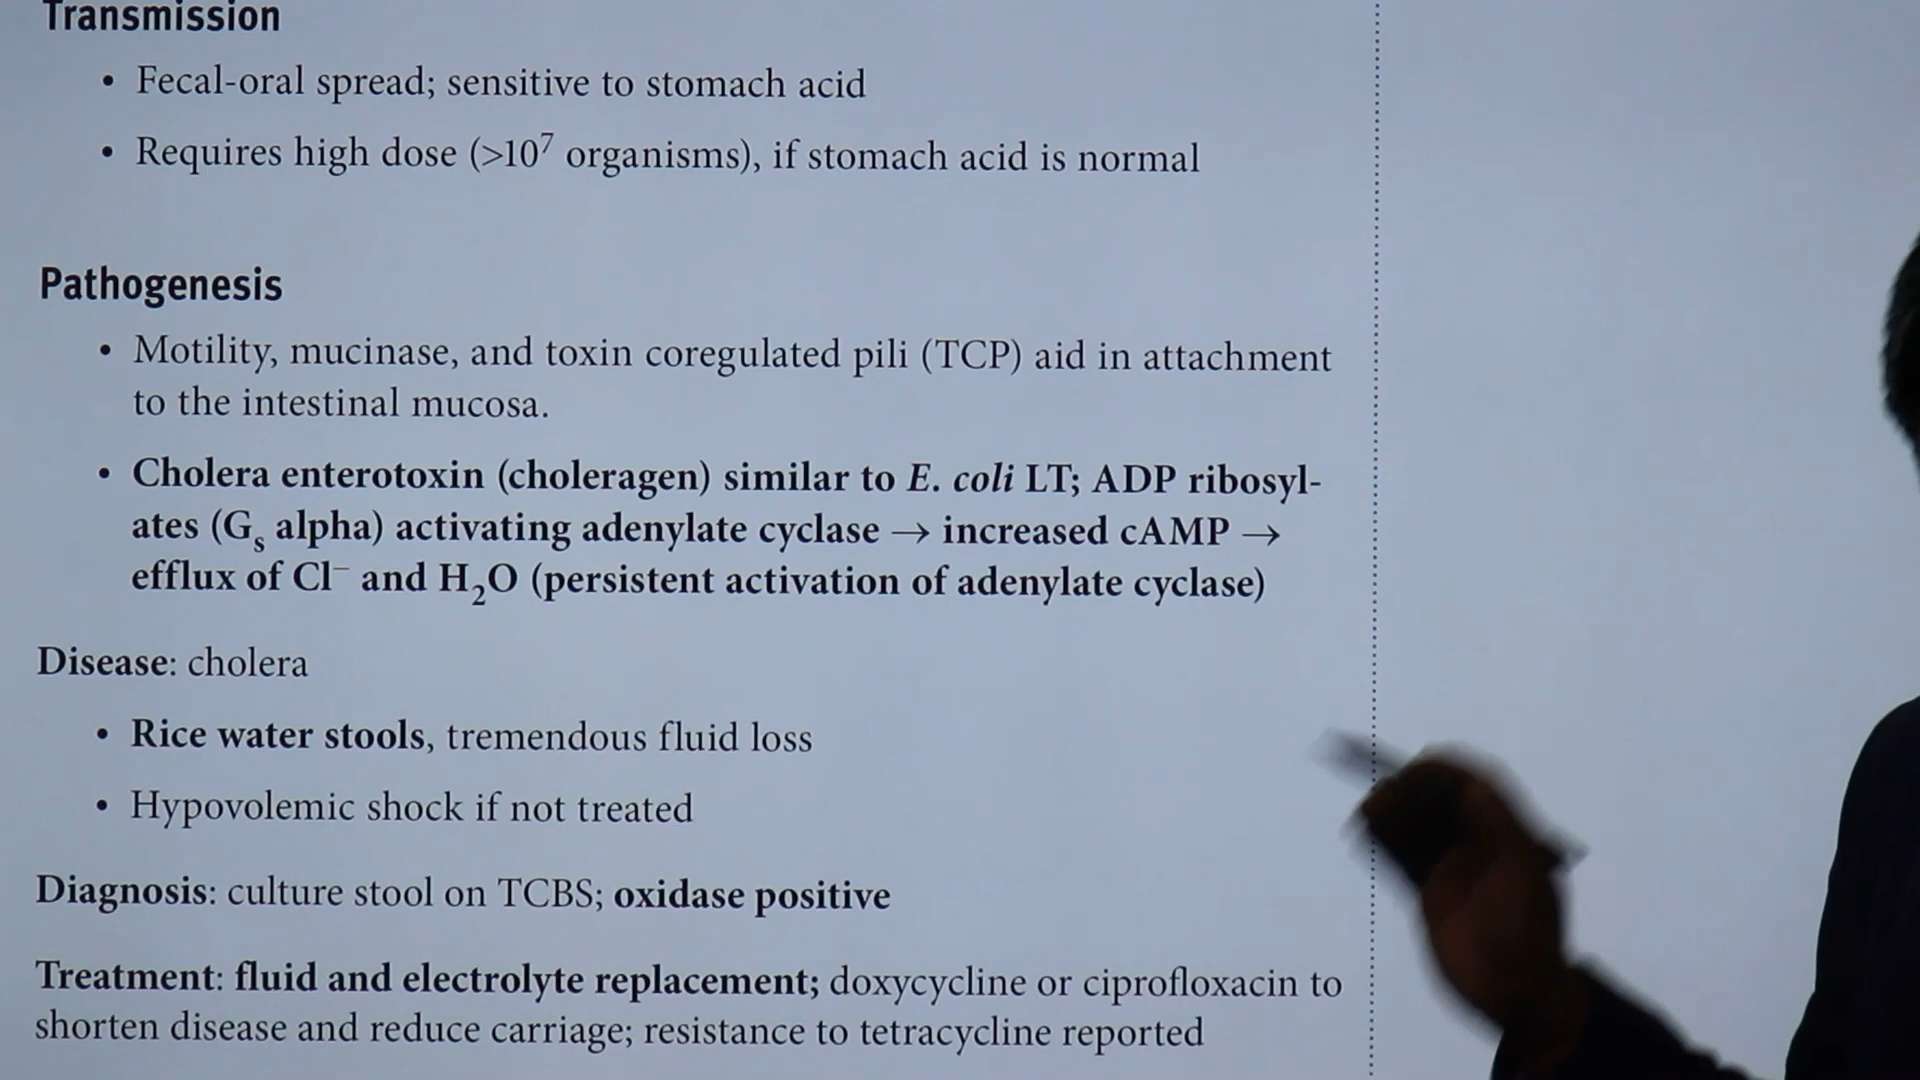 Transmission
• Fecal-oral spread; sensitive to stomach acid
• Requires high dose (>10⁷ organisms), if stomach acid is normal
Pathogenesis
• Motility, mucinase, and toxin coregulated pili (TCP) aid in attachment
to the intestinal mucosa.
• Cholera enterotoxin (choleragen) similar to E. coli LT; ADP ribosyl-
ates (Gₛ alpha) activating adenylate cyclase → increased cAMP →
efflux of Cl⁻ and H₂O (persistent activation of adenylate cyclase)
Disease: cholera
• Rice water stools, tremendous fluid loss
• Hypovolemic shock if not treated
Diagnosis: culture stool on TCBS; oxidase positive
Treatment: fluid and electrolyte replacement; doxycycline or ciprofloxacin to
shorten disease and reduce carriage; resistance to tetracycline reported